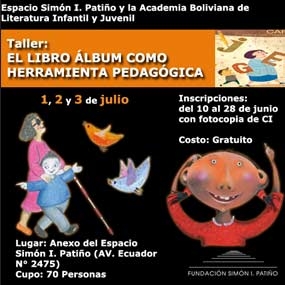 Espacio Simón I. Patiño y la Academia Boliviana de
Literatura Infantil y Juvenil
Taller:
EL LIBRO ÁLBUM COMO
HERRAMIENTA PEDAGÓGICA
1, 2 y 3 de julio
Inscripciones:
del 10 al 28 de junio
con fotocopia de CI
Costo: Gratuito
Lugar: Anexo del Espacio
Simón I. Patiño (AV. Ecuador
N° 2475)
Cupo: 70 Personas
FUNDACIÓN SIMÓN I. PATIÑO